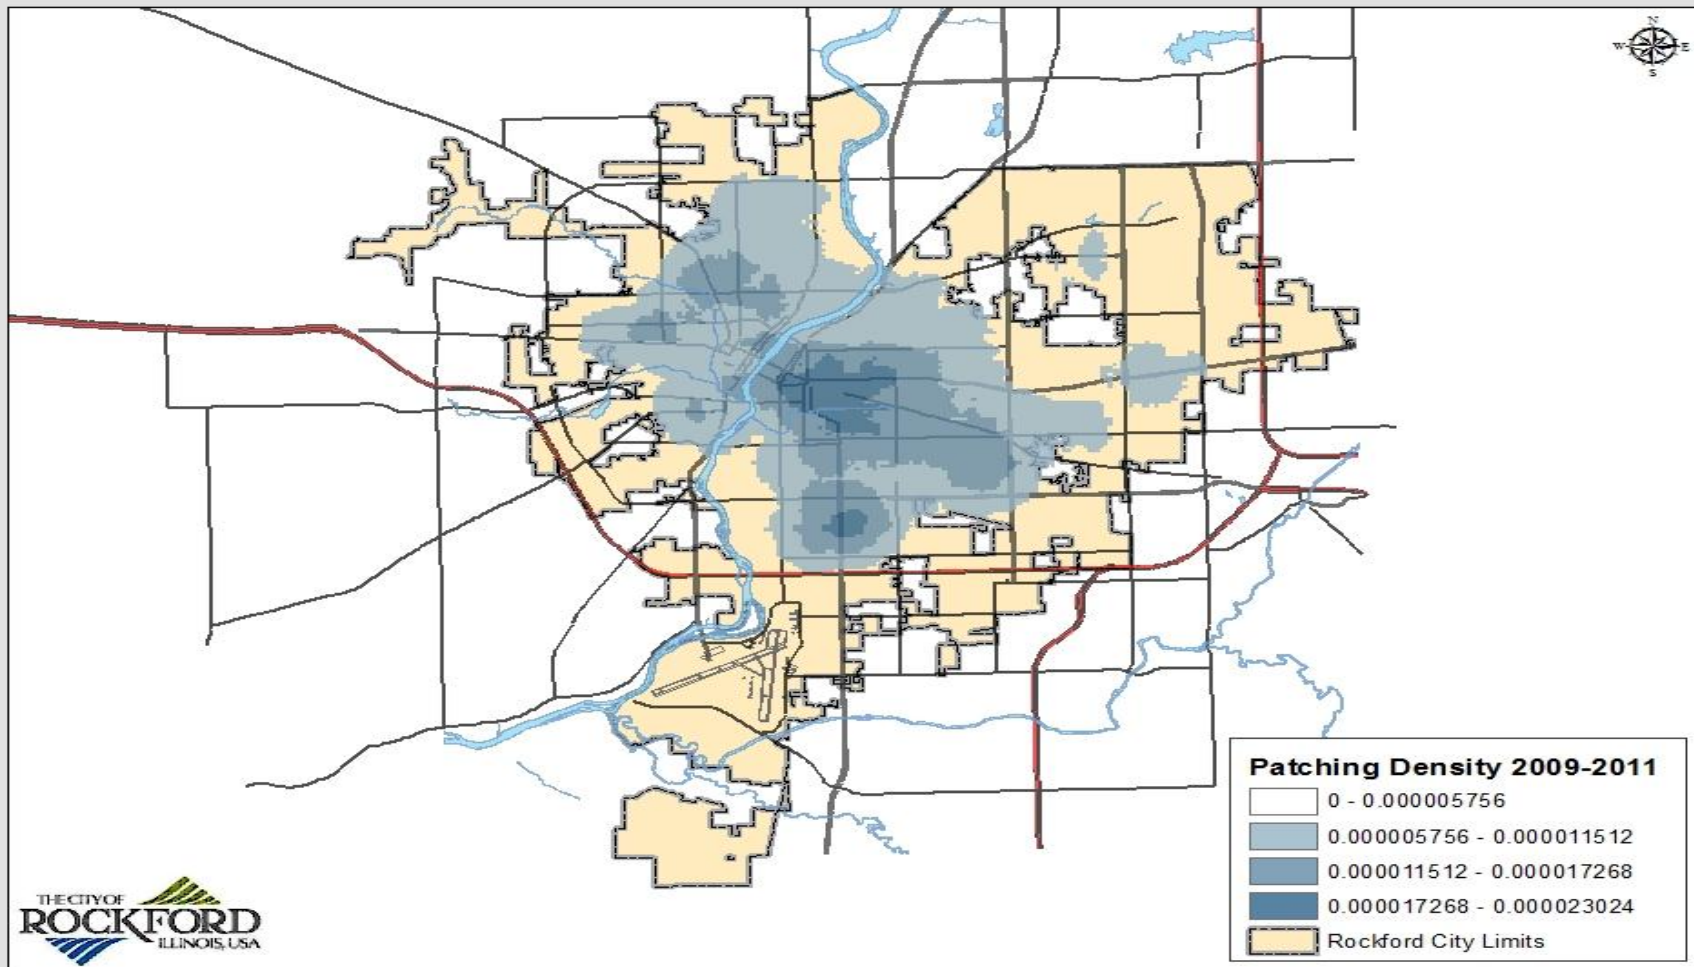 N
W E
S
Patching Density 2009-2011
0 - 0.000005756
0.000005756 - 0.000011512
0.000011512 - 0.000017268
0.000017268 - 0.000023024
Rockford City Limits
THE CITY OF
ROCKFORD
ILLINOIS, USA